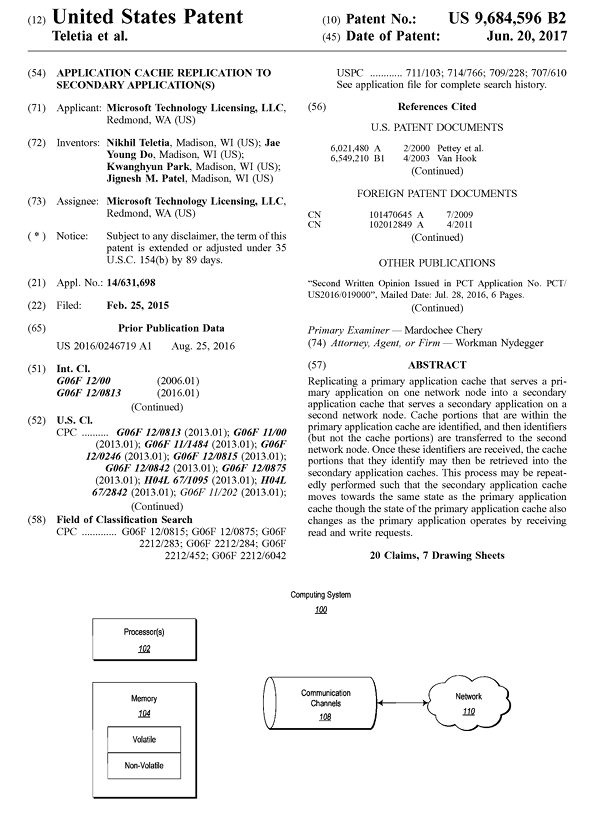 (12) United States Patent
Teletia et al.
(10) Patent No.: US 9,684,596 B2
(45) Date of Patent: Jun. 20, 2017
(54) APPLICATION CACHE REPLICATION TO
SECONDARY APPLICATION(S)
(71) Applicant: Microsoft Technology Licensing, LLC,
Redmond, WA (US)
(72) Inventors: Nikhil Teletia, Madison, WI (US); Jae
Young Do, Madison, WI (US);
Kwanghyun Park, Madison, WI (US);
Jignesh M. Patel, Madison, WI (US)
(73) Assignee: Microsoft Technology Licensing, LLC,
Redmond, WA (US)
( * ) Notice: Subject to any disclaimer, the term of this
patent is extended or adjusted under 35
U.S.C. 154(b) by 89 days.
(21) Appl. No.: 14/631,698
(22) Filed: Feb. 25, 2015
(65) Prior Publication Data
US 2016/0246719 A1 Aug. 25, 2016
(51) Int. Cl.
G06F 12/00 (2006.01)
G06F 12/0813 (2016.01)
(Continued)
(52) U.S. Cl.
CPC .......... G06F 12/0813 (2013.01); G06F 11/00
(2013.01); G06F 11/1484 (2013.01); G06F
12/0246 (2013.01); G06F 12/0815 (2013.01);
G06F 12/0842 (2013.01); G06F 12/0875
(2013.01); H04L 67/1095 (2013.01); H04L
67/2842 (2013.01); G06F 11/202 (2013.01);
(Continued)
(58) Field of Classification Search
CPC ............. G06F 12/0815; G06F 12/0875; G06F
2212/283; G06F 2212/284; G06F
2212/452; G06F 2212/6042
USPC ............ 711/103; 714/766; 709/228; 707/610
See application file for complete search history.
(56) References Cited
U.S. PATENT DOCUMENTS
6,021,480 A 2/2000 Pettey et al.
6,549,210 B1 4/2003 Van Hook
(Continued)
FOREIGN PATENT DOCUMENTS
CN 101470645 A 7/2009
CN 102012849 A 4/2011
(Continued)
OTHER PUBLICATIONS
“Second Written Opinion Issued in PCT Application No. PCT/
US2016/019000”, Mailed Date: Jul. 28, 2016, 6 Pages.
(Continued)
Primary Examiner — Mardochee Chery
(74) Attorney, Agent, or Firm — Workman Nydegger
(57) ABSTRACT
Replicating a primary application cache that serves a pri-
mary application on one network node into a secondary
application cache that serves a secondary application on a
second network node. Cache portions that are within the
primary application cache are identified, and then identifiers
(but not the cache portions) are transferred to the second
network node. Once these identifiers are received, the cache
portions that they identify may then be retrieved into the
secondary application caches. This process may be repeat-
edly performed such that the secondary application cache
moves towards the same state as the primary application
cache though the state of the primary application cache also
changes as the primary application operates by receiving
read and write requests.
20 Claims, 7 Drawing Sheets
Computing System
100
Processor(s)
102
Memory
104
Volatile
Non-Volatile
Communication
Channels
108
Network
110